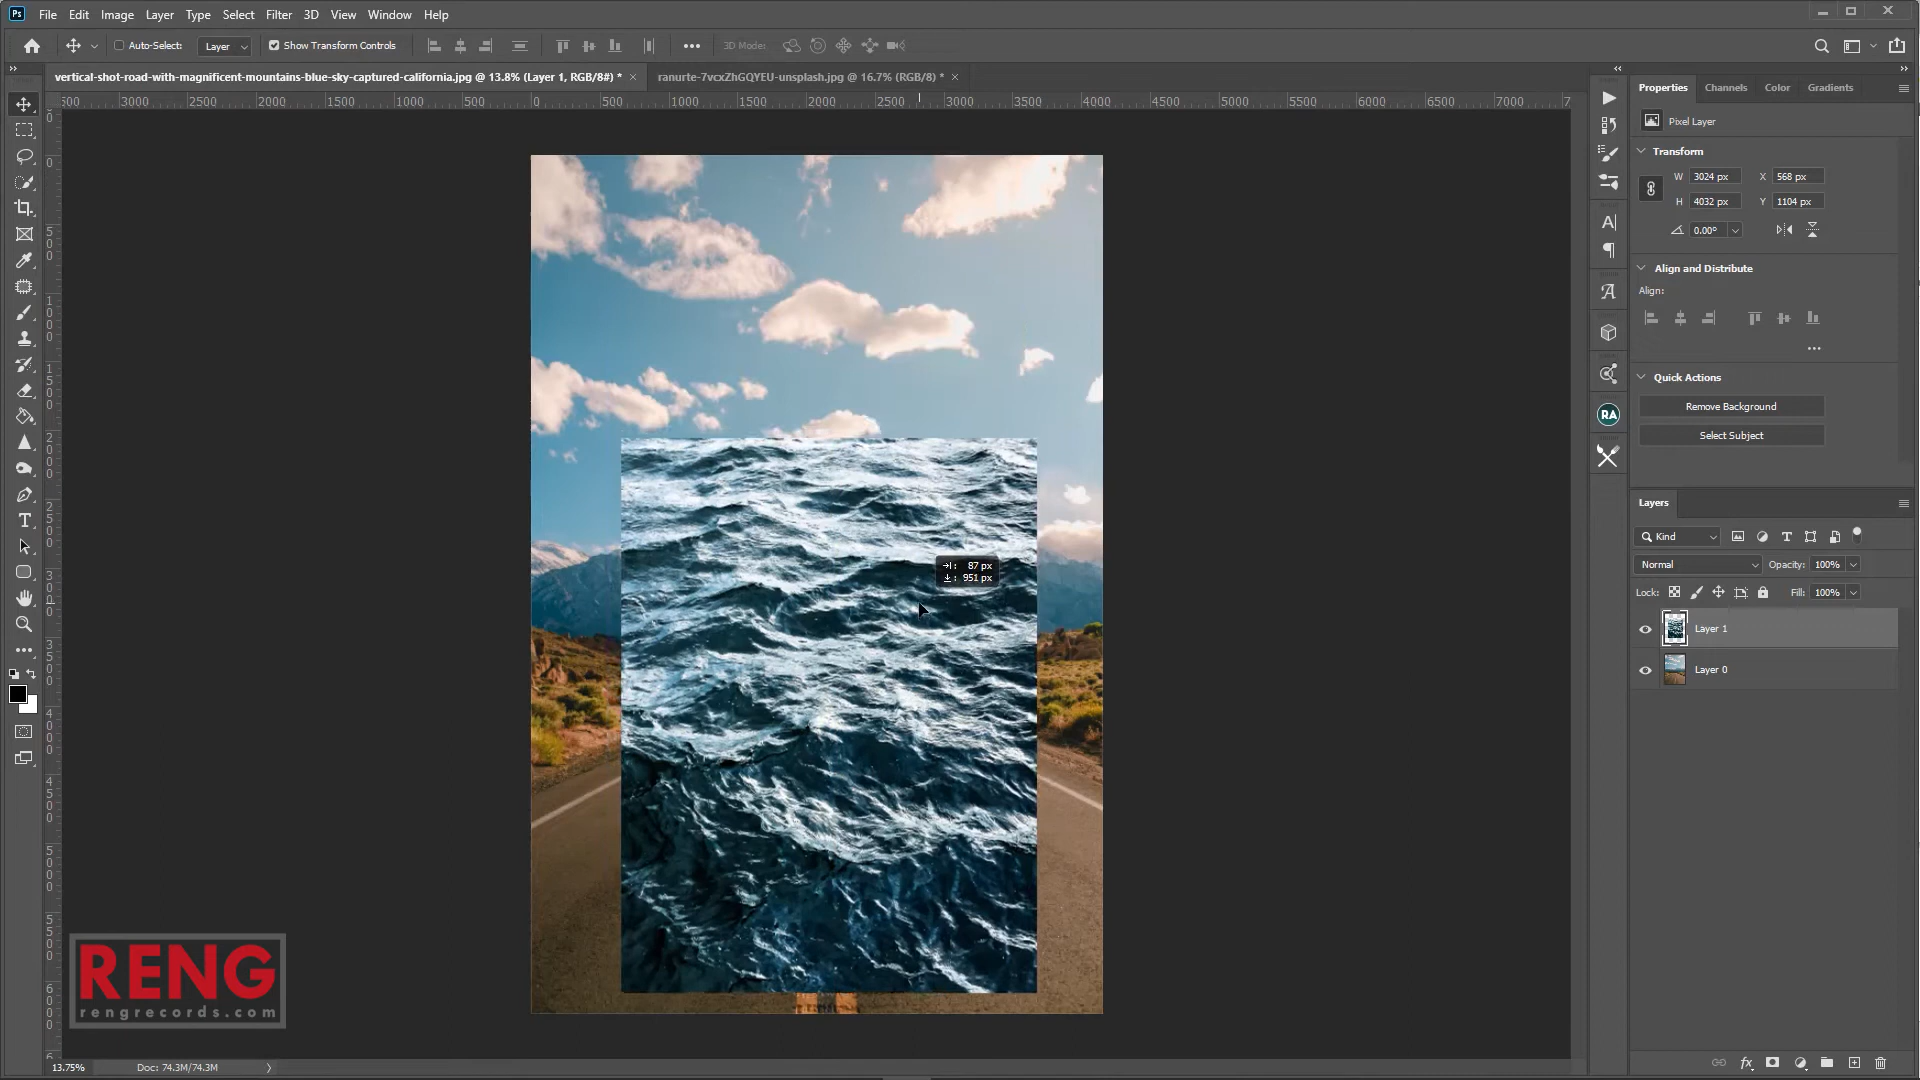 Ps File Edit Image Layer Type Select Filter 3D View Window Help
Auto-Select: Layer Show Transform Controls 3D Mode:
vertical-shot-road-with-magnificent-mountains-blue-sky-captured-california.jpg @ 13.8% (Layer 1, RGB/8#) * ranurte-7vcxZhGQYEU-unsplash.jpg @ 16.7% (RGB/8) *
3000 2500 2000 1500 1000 500 0 500 1000 1500 2000 2500 3000 3500 4000 4500 5000 5500 6000 6500 7000
Properties Channels Color Gradients
Pixel Layer
Transform
W 3024 px X 568 px
H 4032 px Y 1104 px
0.00°
Align and Distribute
Align:
Quick Actions
Remove Background
Select Subject
RA
Layers
Kind
Normal Opacity: 100%
Lock: Fill: 100%
Layer 1
Layer 0
87 px
951 px
RENG
rengrecords.com
13.75% Doc: 74.3M/74.3M